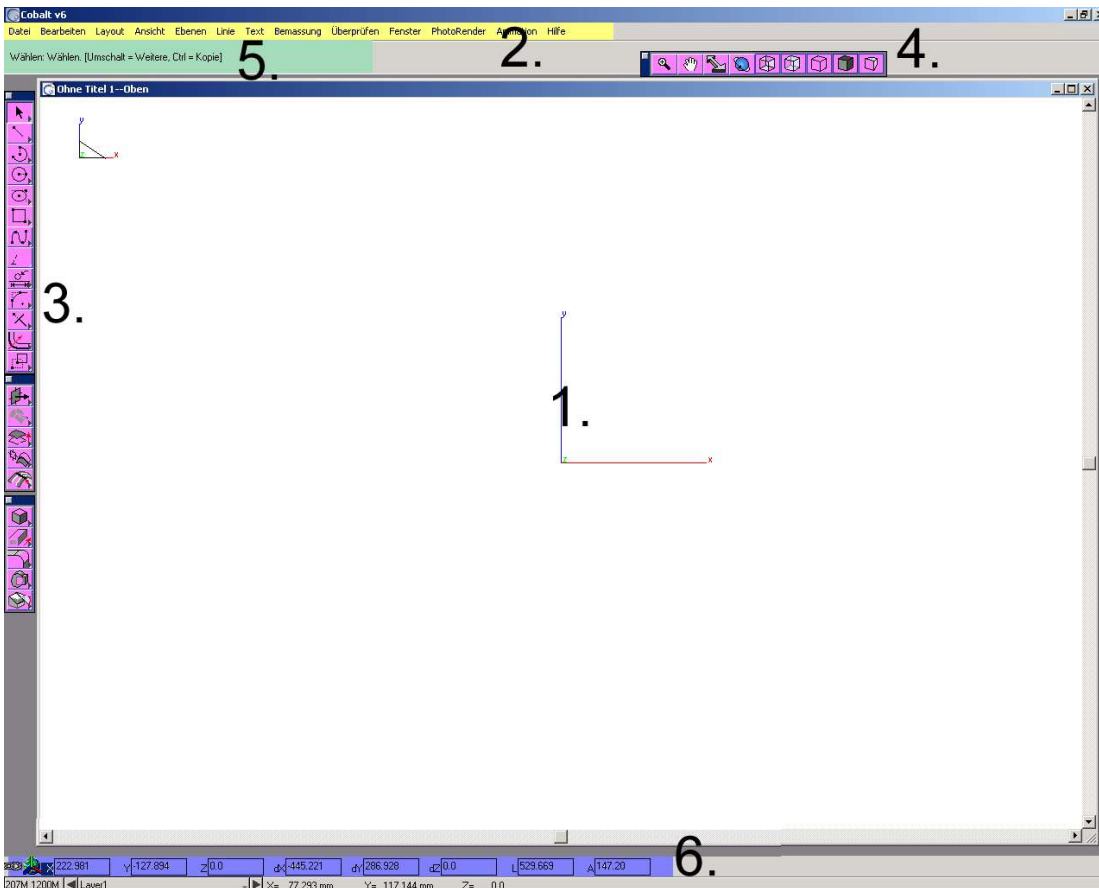 Cobalt v6
Datei Bearbeiten Layout Ansicht Ebenen Linie Text Bemassung Überprüfen Fenster PhotoRender Animation Hilfe
2.
Wählen: Wählen. [Umschalt = Weitere, Ctrl = Kopie]
5.
4.
Ohne Titel 1--Oben
y
z x
3.
y
1.
z x
6.
X 222.981 Y -127.894 Z 0.0 dX -445.221 dY 286.928 dZ 0.0 L 529.669 A 147.20
207M 1200M Layer1 X= 77.293 mm Y= 117.144 mm Z= 0.0